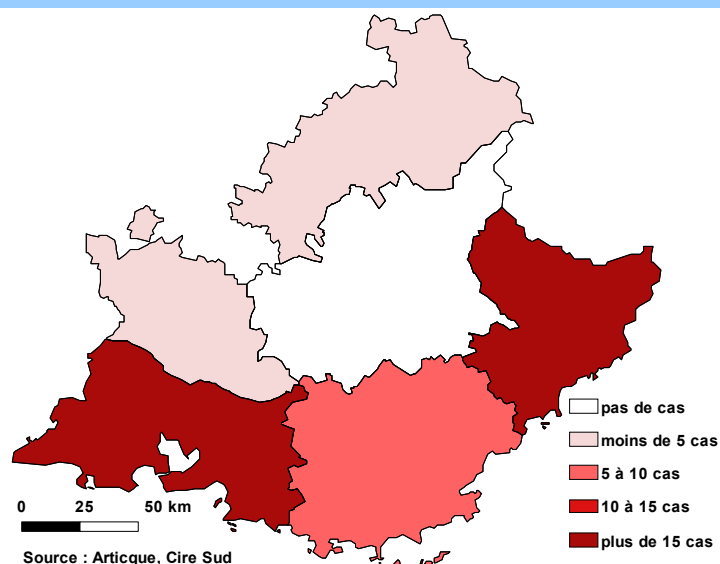 pas de cas
moins de 5 cas
5 à 10 cas
10 à 15 cas
plus de 15 cas
0 25 50 km
Source : Articque, Cire Sud